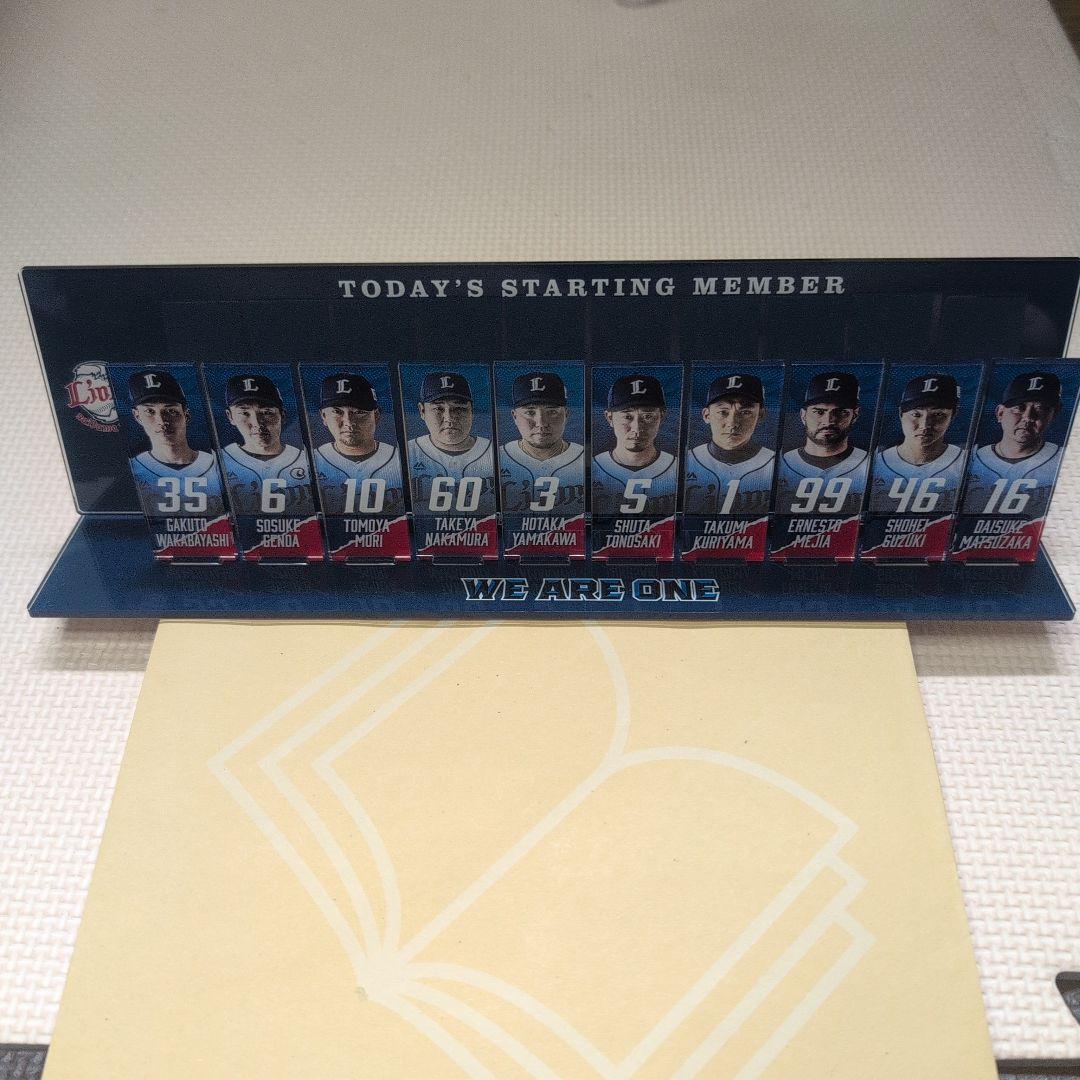 TODAY'S STARTING MEMBER
Lions
35
GAKUTO
WAKABAYASHI
6
SOSUKE
GENDA
10
TOMOYA
MORI
60
TAKEYA
NAKAMURA
3
HOTAKA
YAMAKAWA
5
SHUTA
TONOSAKI
1
TAKUMI
KURIYAMA
99
ERNESTO
MEJIA
46
SHOHEI
SUZUKI
16
DAISUKE
MATSUZAKA
WE ARE ONE